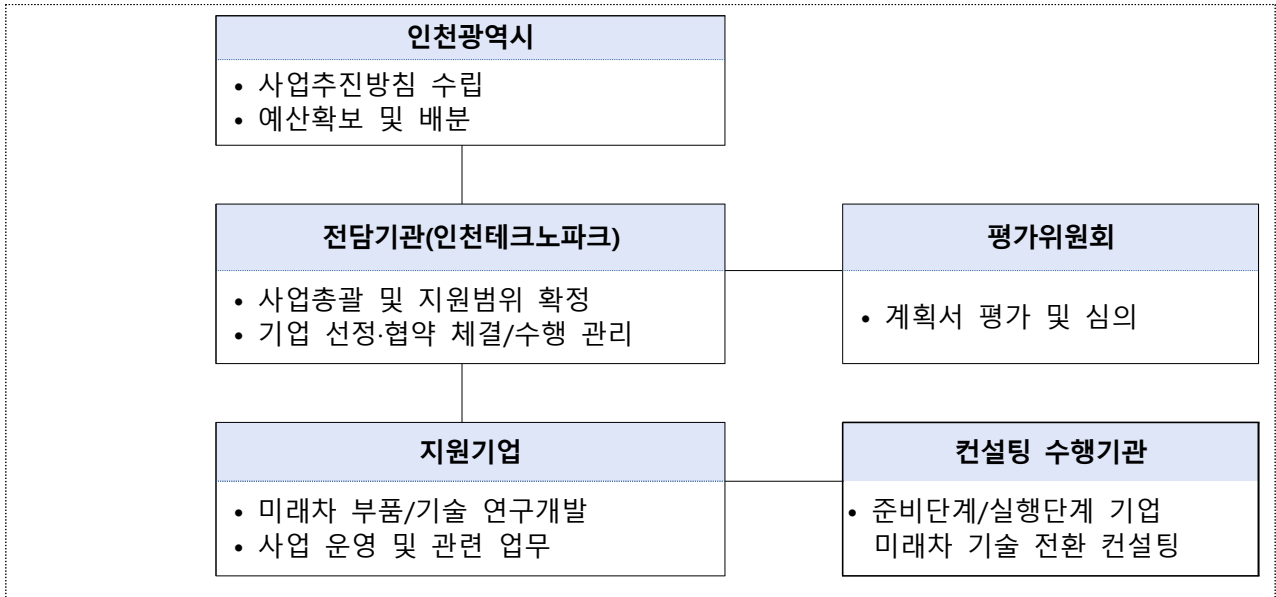 인천광역시
• 사업추진방침 수립
• 예산확보 및 배분
전담기관(인천테크노파크)
• 사업총괄 및 지원범위 확정
• 기업 선정·협약 체결/수행 관리
평가위원회
• 계획서 평가 및 심의
지원기업
• 미래차 부품/기술 연구개발
• 사업 운영 및 관련 업무
컨설팅 수행기관
• 준비단계/실행단계 기업
미래차 기술 전환 컨설팅